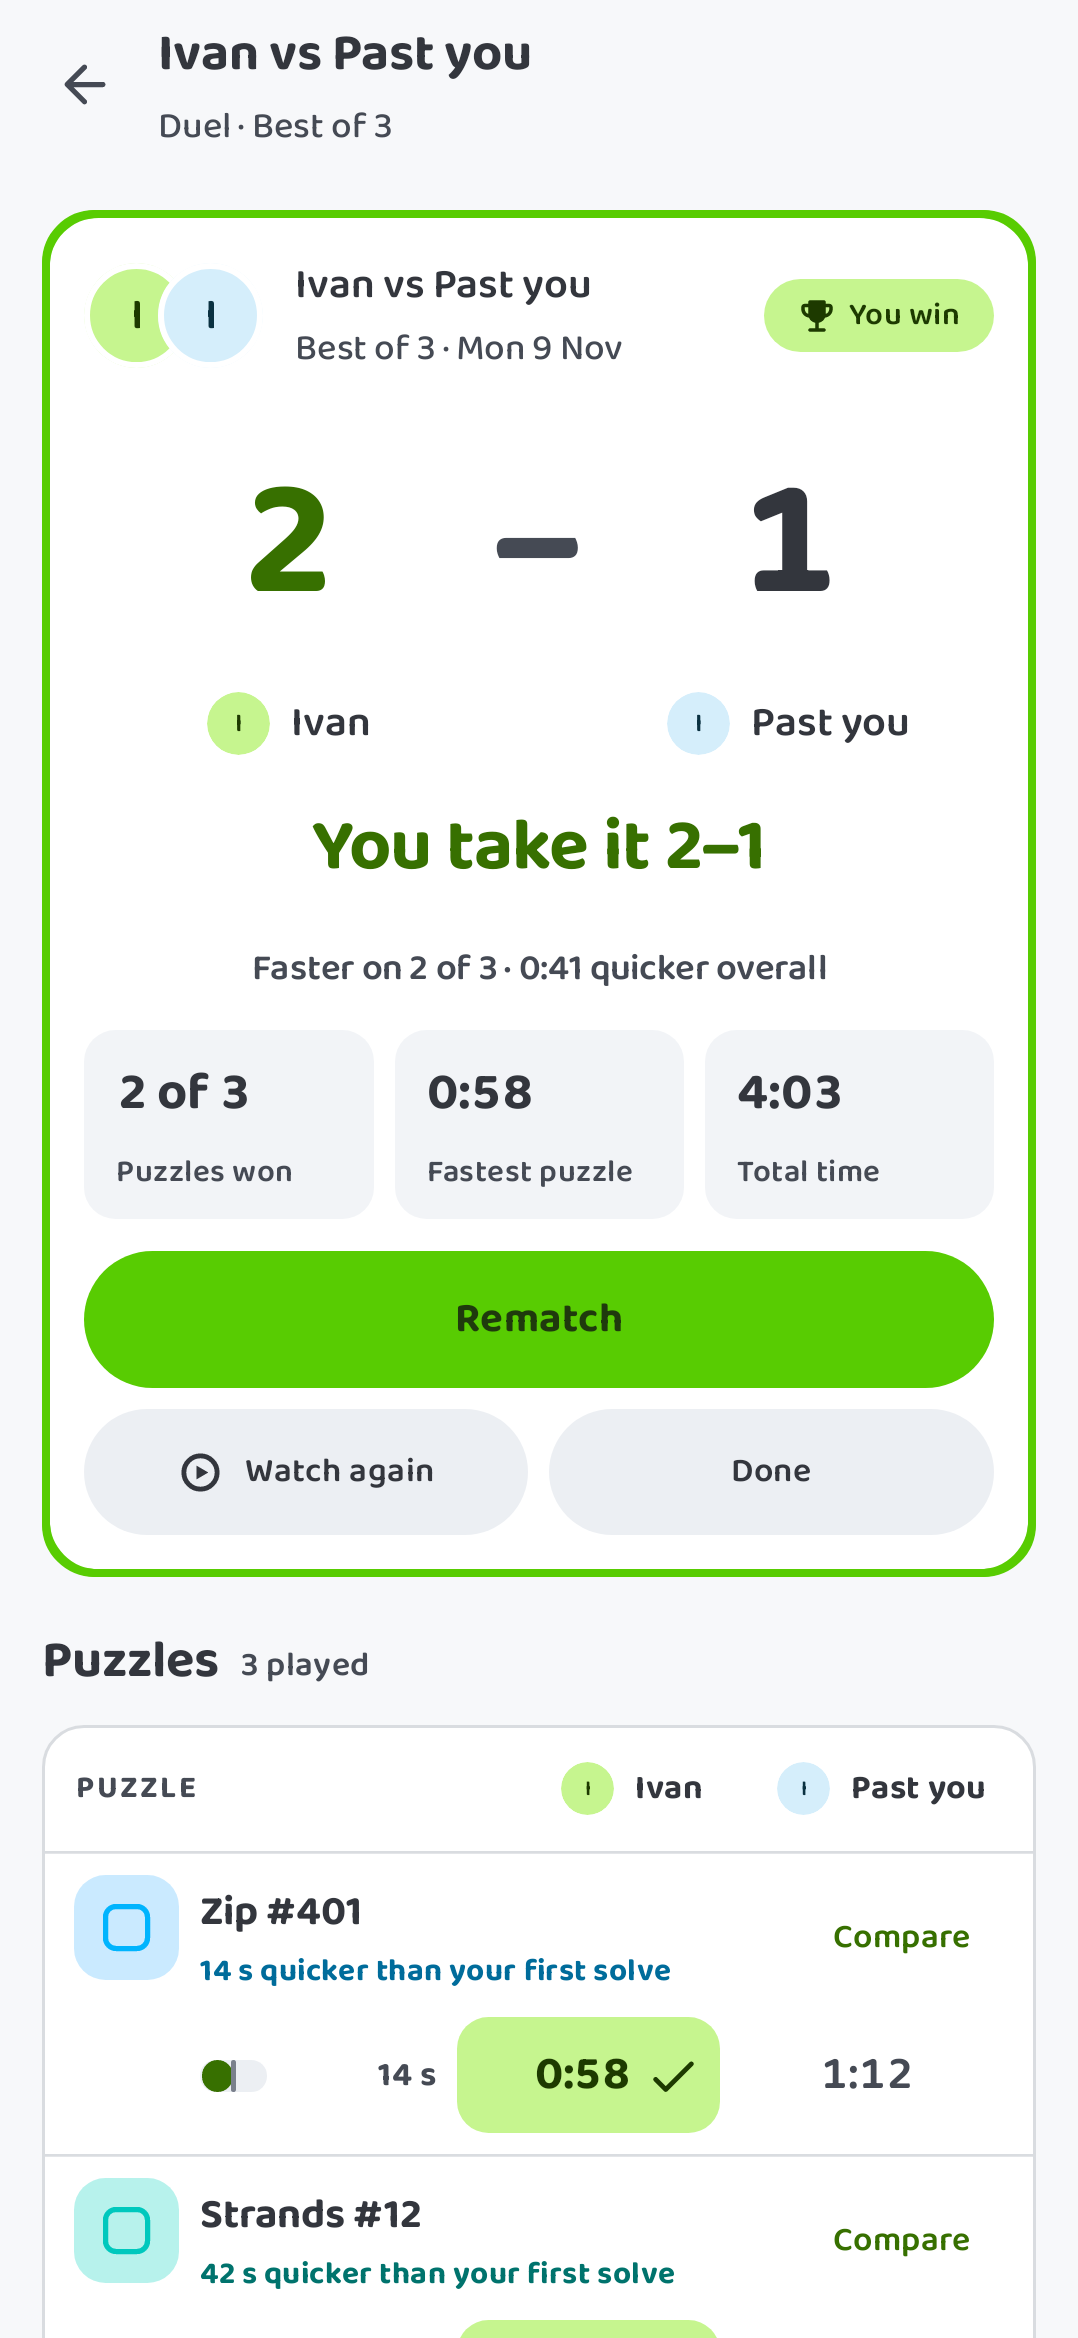 Ivan vs Past you
Duel · Best of 3
I I
Ivan vs Past you
Best of 3 · Mon 9 Nov
You win
2 – 1
I Ivan
I Past you
You take it 2–1
Faster on 2 of 3 · 0:41 quicker overall
2 of 3
Puzzles won
0:58
Fastest puzzle
4:03
Total time
Rematch
Watch again
Done
Puzzles 3 played
PUZZLE I Ivan I Past you
Zip #401
14 s quicker than your first solve
Compare
14 s 0:58 1:12
Strands #12
42 s quicker than your first solve
Compare